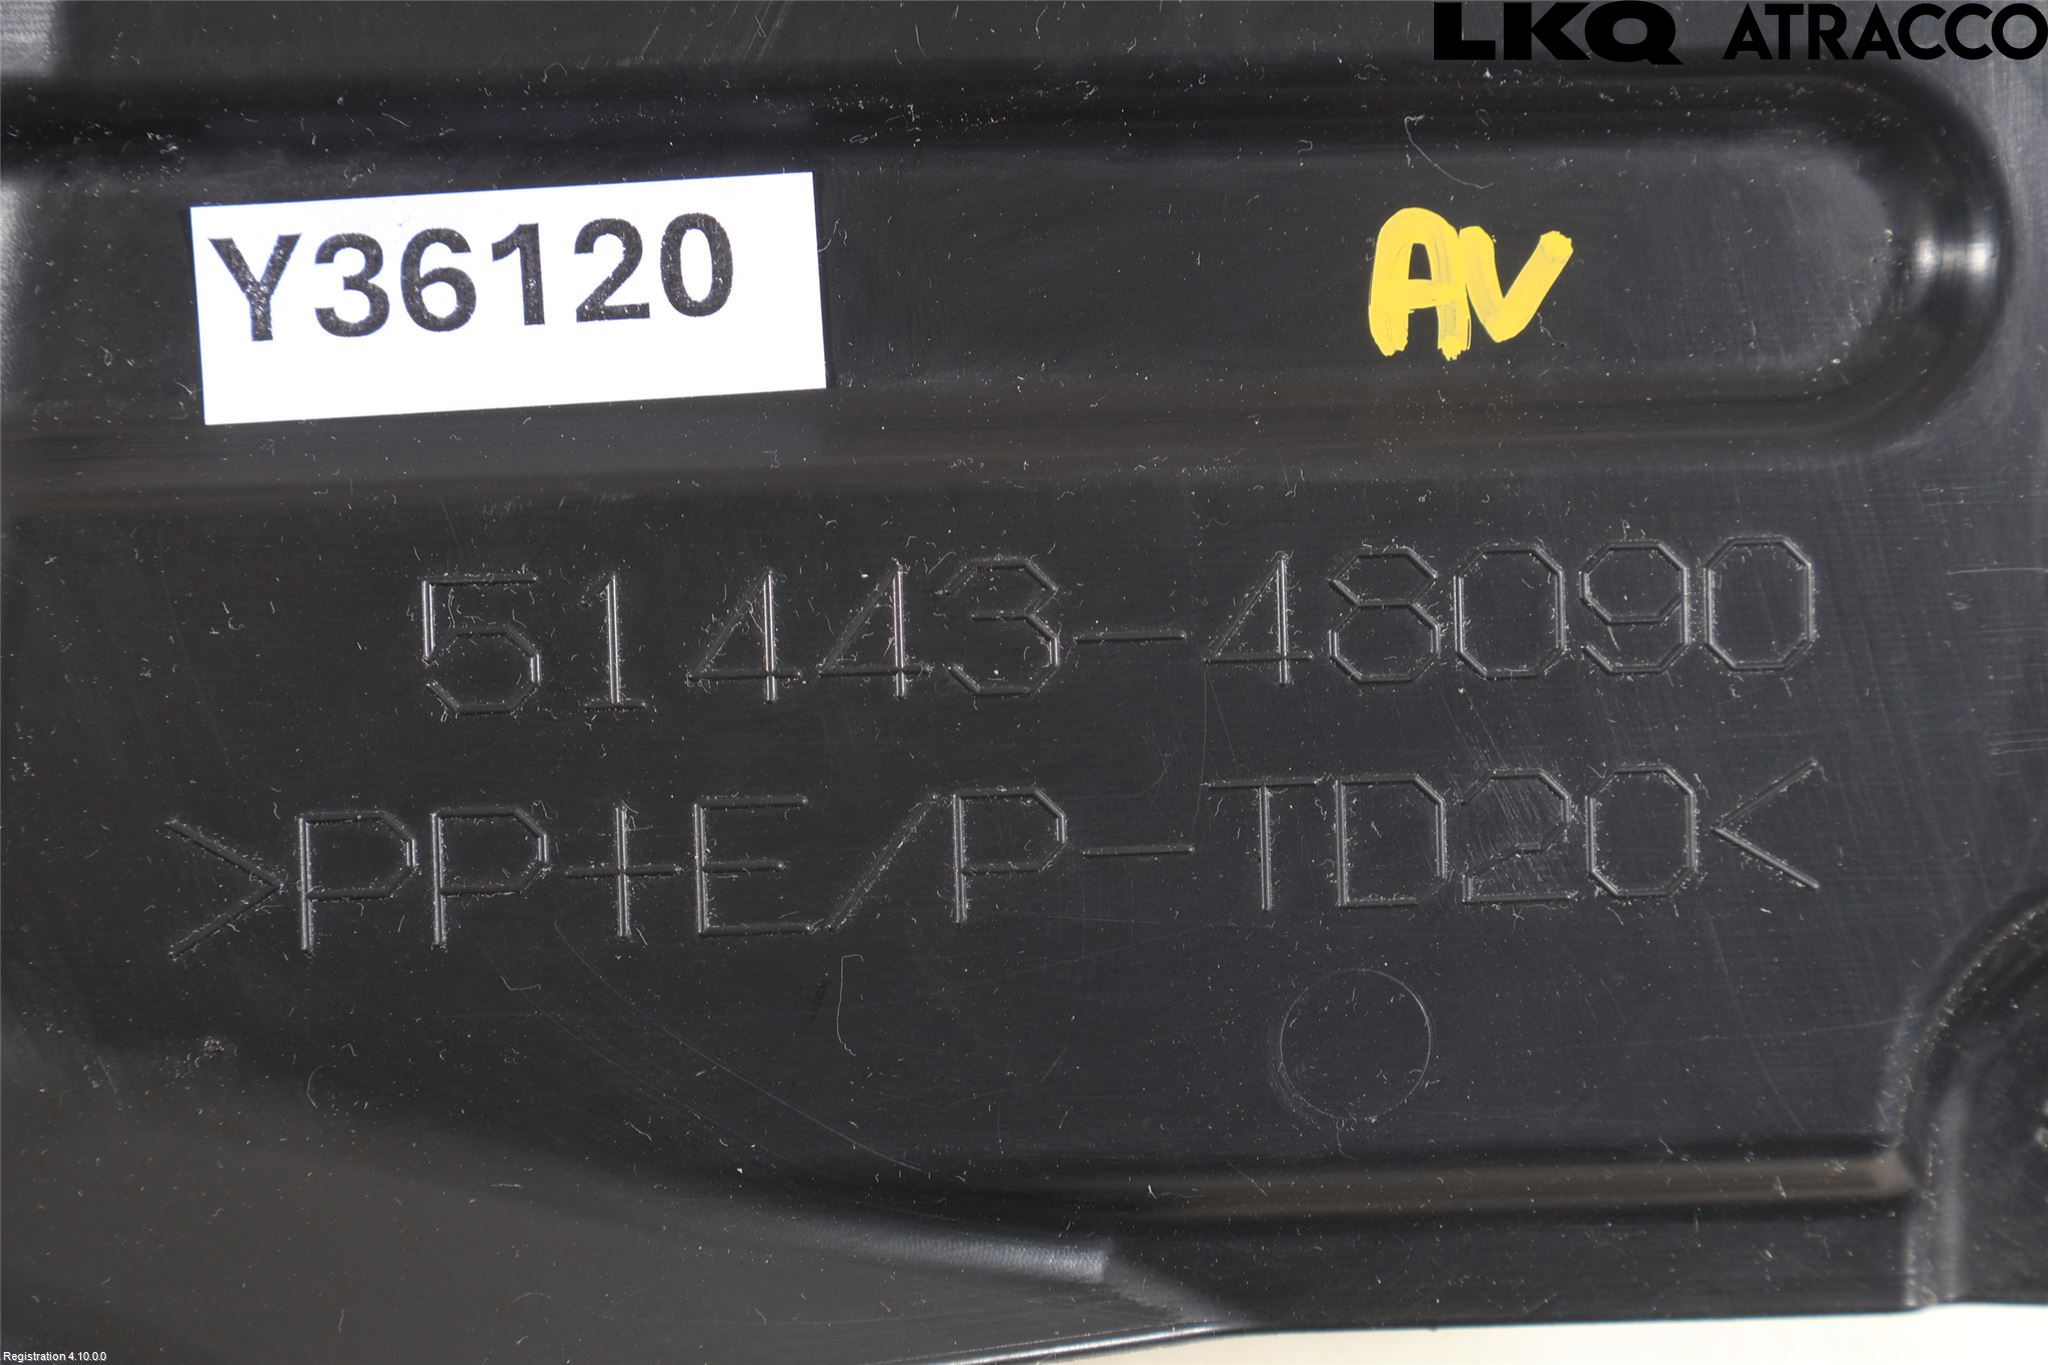 LKQ ATRACCO
Y36120
AV
51443-48090
>PP+E/P-TD20<
Registration 4.10.0.0